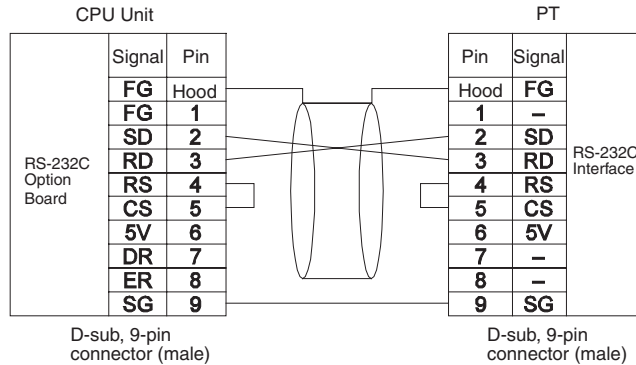 CPU Unit
PT
Signal Pin
Pin Signal
FG Hood
Hood FG
FG 1
1 –
SD 2
2 SD
RD 3
3 RD
RS-232C
Option
Board
RS-232C
Interface
RS 4
4 RS
CS 5
5 CS
5V 6
6 5V
DR 7
7 –
ER 8
8 –
SG 9
9 SG
D-sub, 9-pin
connector (male)
D-sub, 9-pin
connector (male)